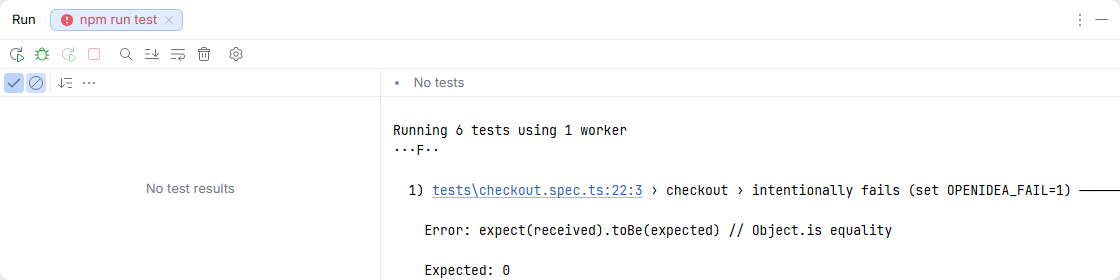 Run npm run test
No tests
No test results
Running 6 tests using 1 worker
···F··
1) tests\checkout.spec.ts:22:3 › checkout › intentionally fails (set OPENIDEA_FAIL=1) ─────
Error: expect(received).toBe(expected) // Object.is equality
Expected: 0